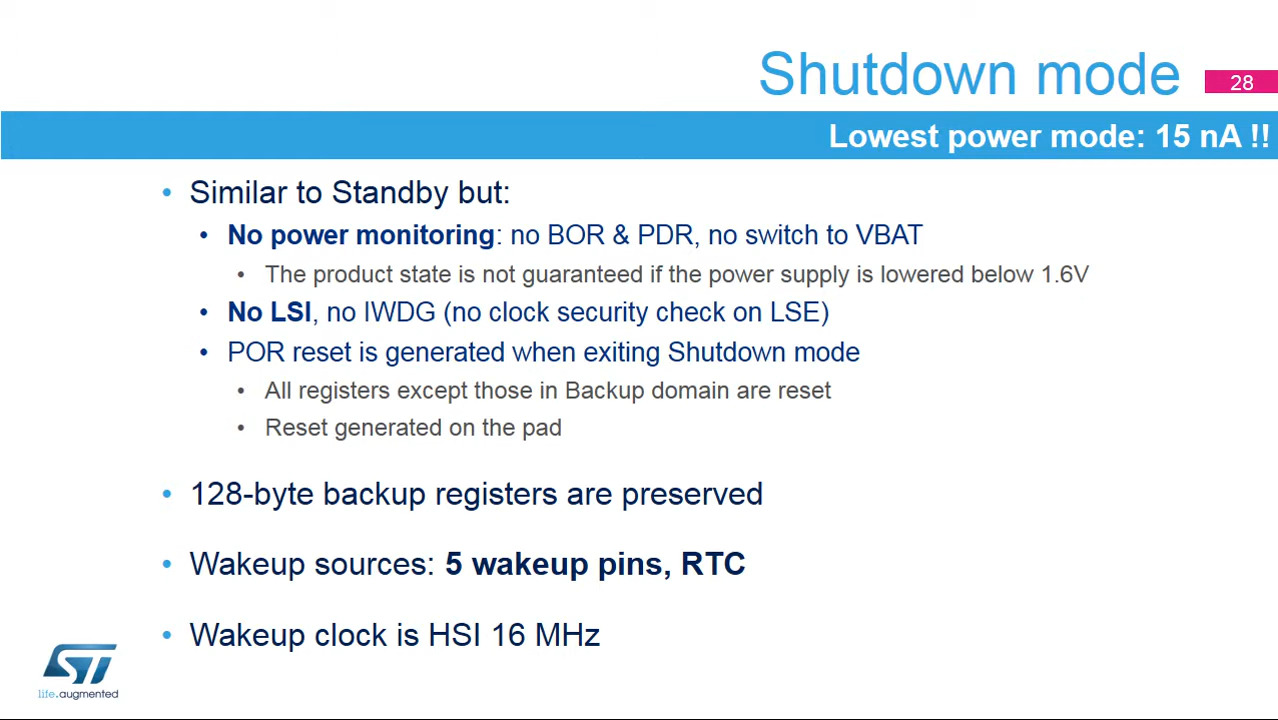 Shutdown mode
28
Lowest power mode: 15 nA !!
• Similar to Standby but:
• No power monitoring: no BOR & PDR, no switch to VBAT
• The product state is not guaranteed if the power supply is lowered below 1.6V
• No LSI, no IWDG (no clock security check on LSE)
• POR reset is generated when exiting Shutdown mode
• All registers except those in Backup domain are reset
• Reset generated on the pad
• 128-byte backup registers are preserved
• Wakeup sources: 5 wakeup pins, RTC
• Wakeup clock is HSI 16 MHz
ST
life.augmented